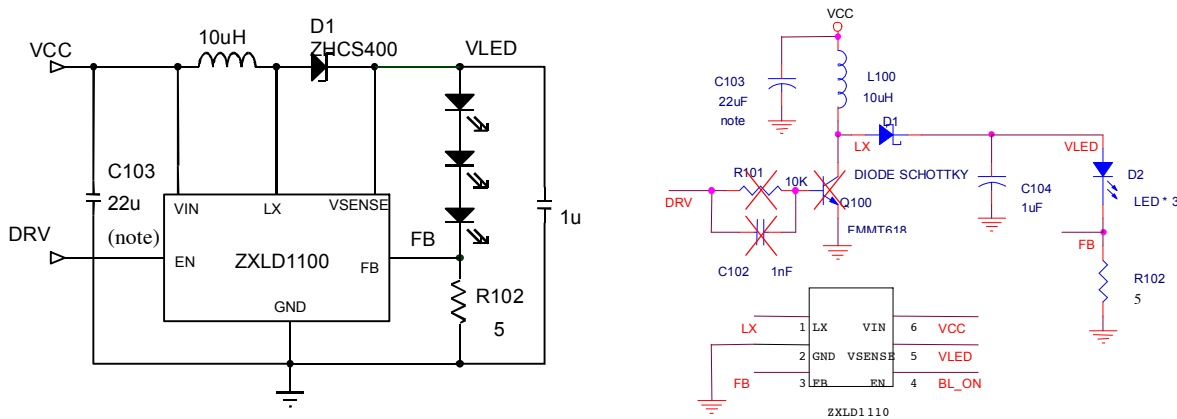 D1
10uH
ZHCS400
VCC
VLED
C103
22u
(note)
DRV
VIN
LX
VSENSE
EN
ZXLD1100
FB
GND
FB
R102
5
1u
VCC
C103
22uF
note
L100
10uH
D1
LX
VLED
R101
10K
DIODE SCHOTTKY
Q100
FMMT618
DRV
C102
1nF
C104
1uF
D2
LED * 3
FB
R102
5
LX
1
LX
VIN
6
VCC
2
GND
VSENSE
5
VLED
FB
3
FB
EN
4
BL_ON
ZXLD1110